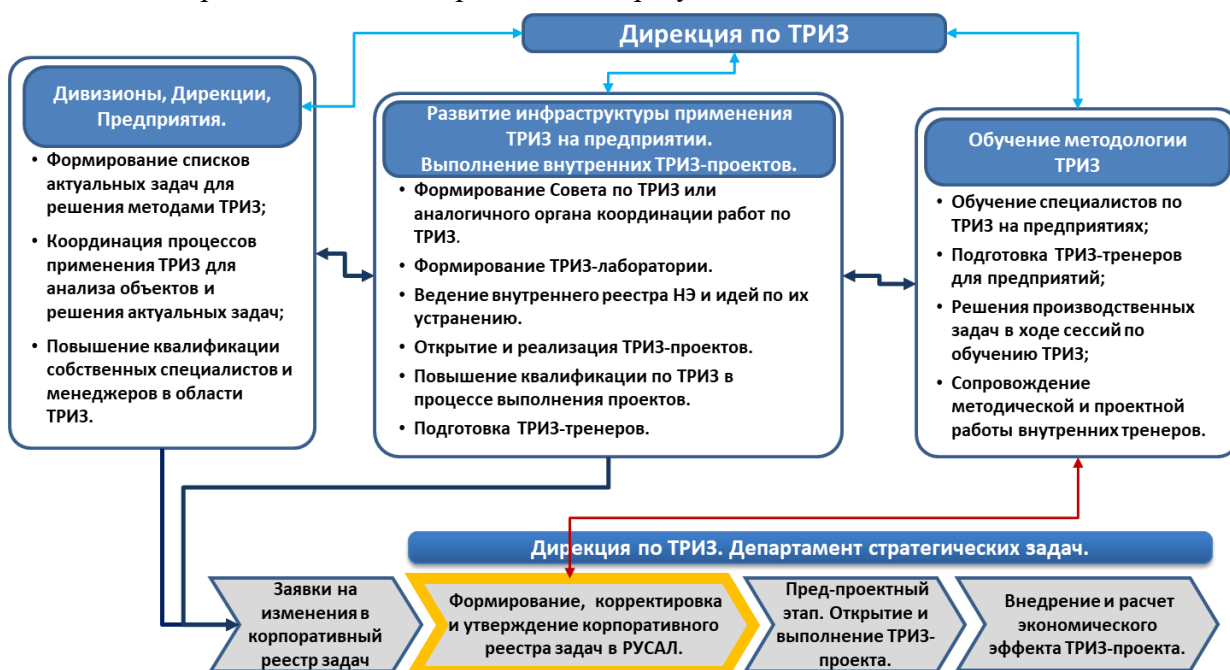 Дирекция по ТРИЗ
Дивизионы, Дирекции,
Предприятия.
• Формирование списков
актуальных задач для
решения методами ТРИЗ;
• Координация процессов
применения ТРИЗ для
анализа объектов и
решения актуальных задач;
• Повышение квалификации
собственных специалистов и
менеджеров в области
ТРИЗ.
Развитие инфраструктуры применения
ТРИЗ на предприятии.
Выполнение внутренних ТРИЗ-проектов.
• Формирование Совета по ТРИЗ или
аналогичного органа координации работ по
ТРИЗ.
• Формирование ТРИЗ-лаборатории.
• Ведение внутреннего реестра НЭ и идей по их
устранению.
• Открытие и реализация ТРИЗ-проектов.
• Повышение квалификации по ТРИЗ в
процессе выполнения проектов.
• Подготовка ТРИЗ-тренеров.
Обучение методологии
ТРИЗ
• Обучение специалистов по
ТРИЗ на предприятиях;
• Подготовка ТРИЗ-тренеров
для предприятий;
• Решения производственных
задач в ходе сессий по
обучению ТРИЗ;
• Сопровождение
методической и проектной
работы внутренних тренеров.
Дирекция по ТРИЗ. Департамент стратегических задач.
Заявки на
изменения в
корпоративный
реестр задач
Формирование, корректировка
и утверждение корпоративного
реестра задач в РУСАЛ.
Пред-проектный
этап. Открытие и
выполнение ТРИЗ-
проекта.
Внедрение и расчет
экономического
эффекта ТРИЗ-проекта.